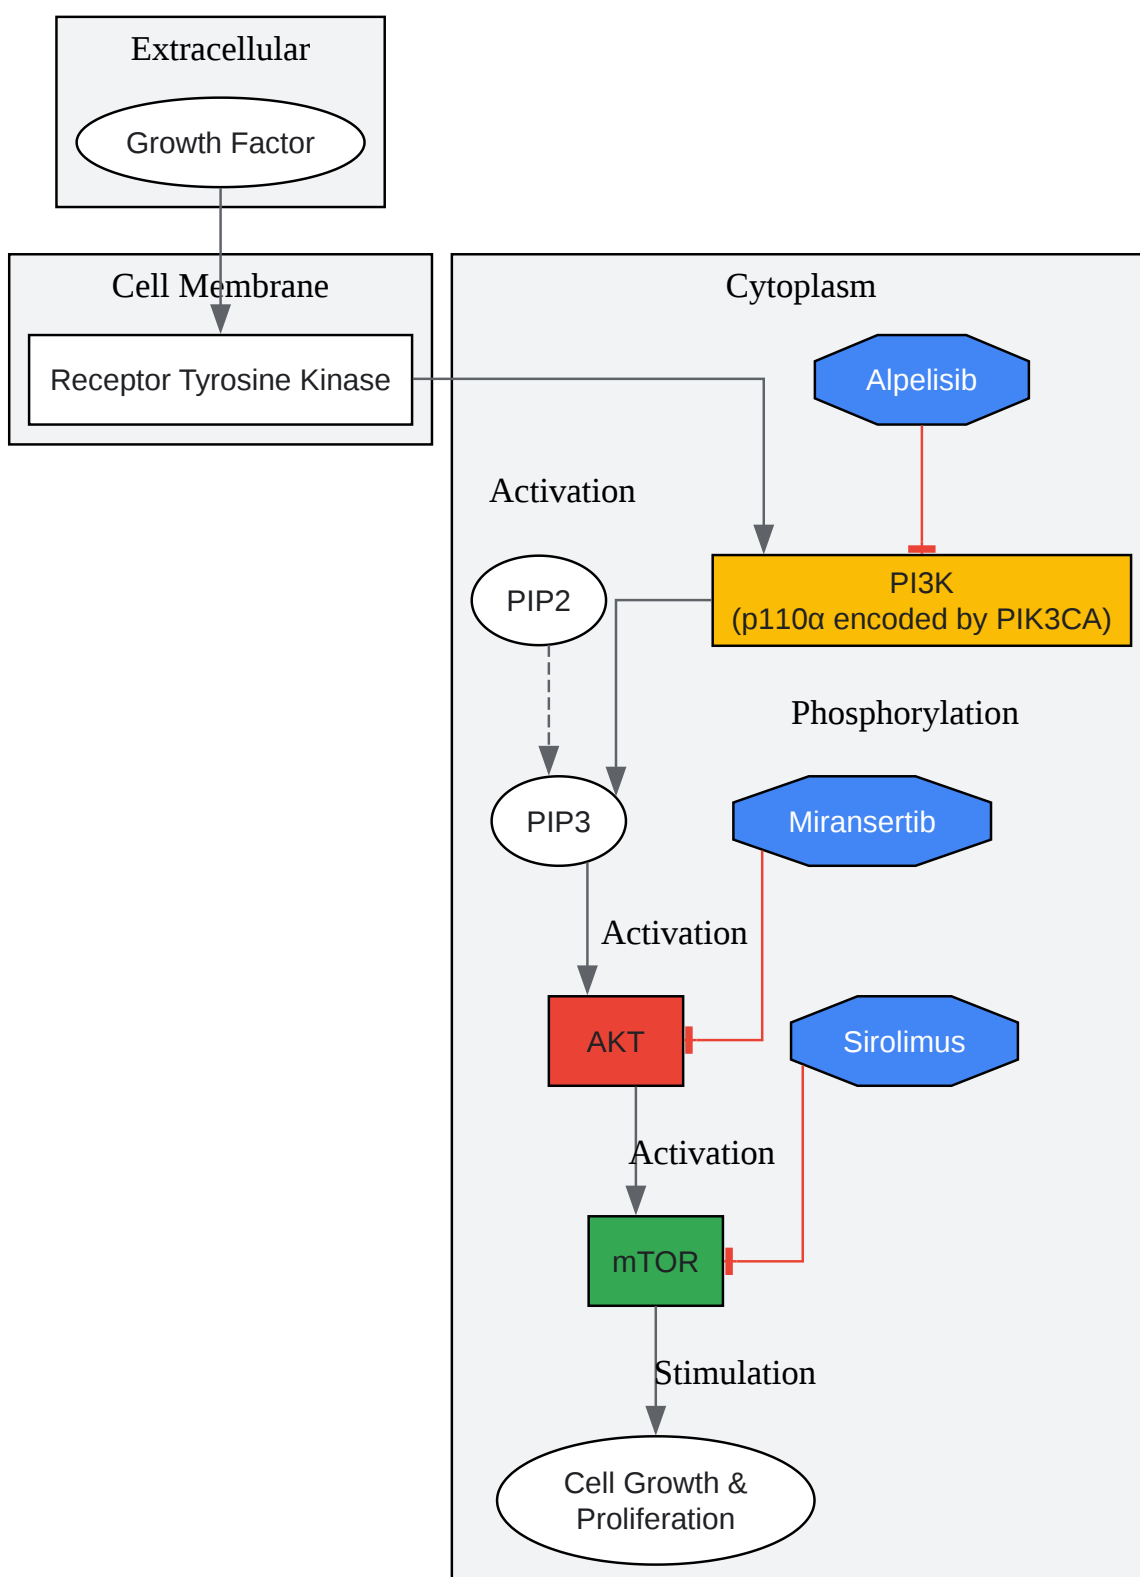 Extracellular
Growth Factor
Cell Membrane
Receptor Tyrosine Kinase
Cytoplasm
Alpelisib
Activation
PIP2
PI3K
(p110α encoded by PIK3CA)
Phosphorylation
PIP3
Miransertib
Activation
AKT
Sirolimus
Activation
mTOR
Stimulation
Cell Growth &
Proliferation